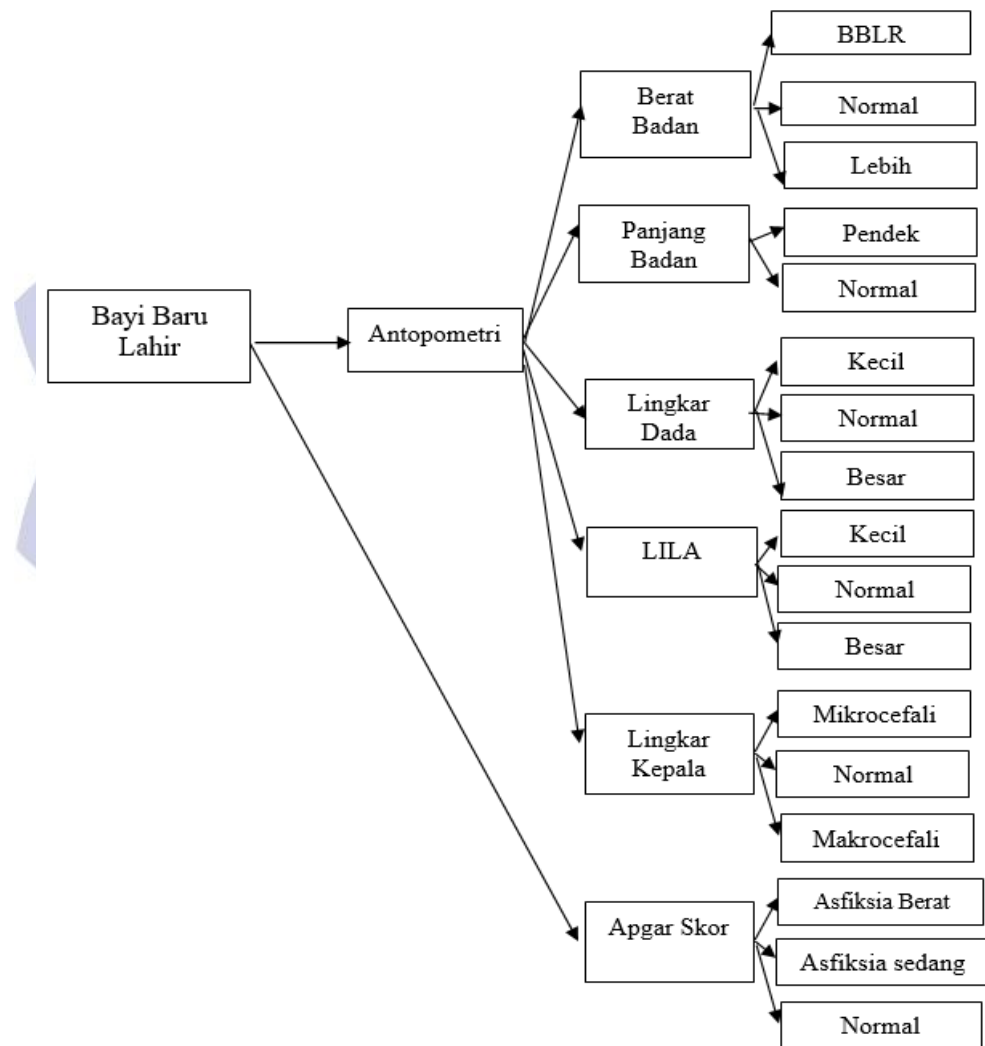 Bayi Baru
Lahir
Antopometri
Berat
Badan
BBLR
Normal
Lebih
Panjang
Badan
Pendek
Normal
Lingkar
Dada
Kecil
Normal
Besar
LILA
Kecil
Normal
Besar
Lingkar
Kepala
Mikrocefali
Normal
Makrocefali
Apgar Skor
Asfiksia Berat
Asfiksia sedang
Normal